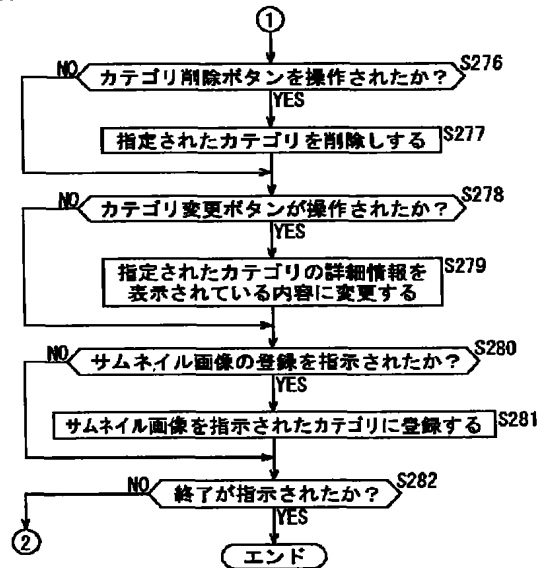 ①
S276
NO
カテゴリ削除ボタンを操作されたか？
YES
指定されたカテゴリを削除しする
S277
S278
NO
カテゴリ変更ボタンが操作されたか？
YES
指定されたカテゴリの詳細情報を
表示されている内容に変更する
S279
S280
NO
サムネイル画像の登録を指示されたか？
YES
サムネイル画像を指示されたカテゴリに登録する
S281
S282
NO
終了が指示されたか？
YES
②
エンド